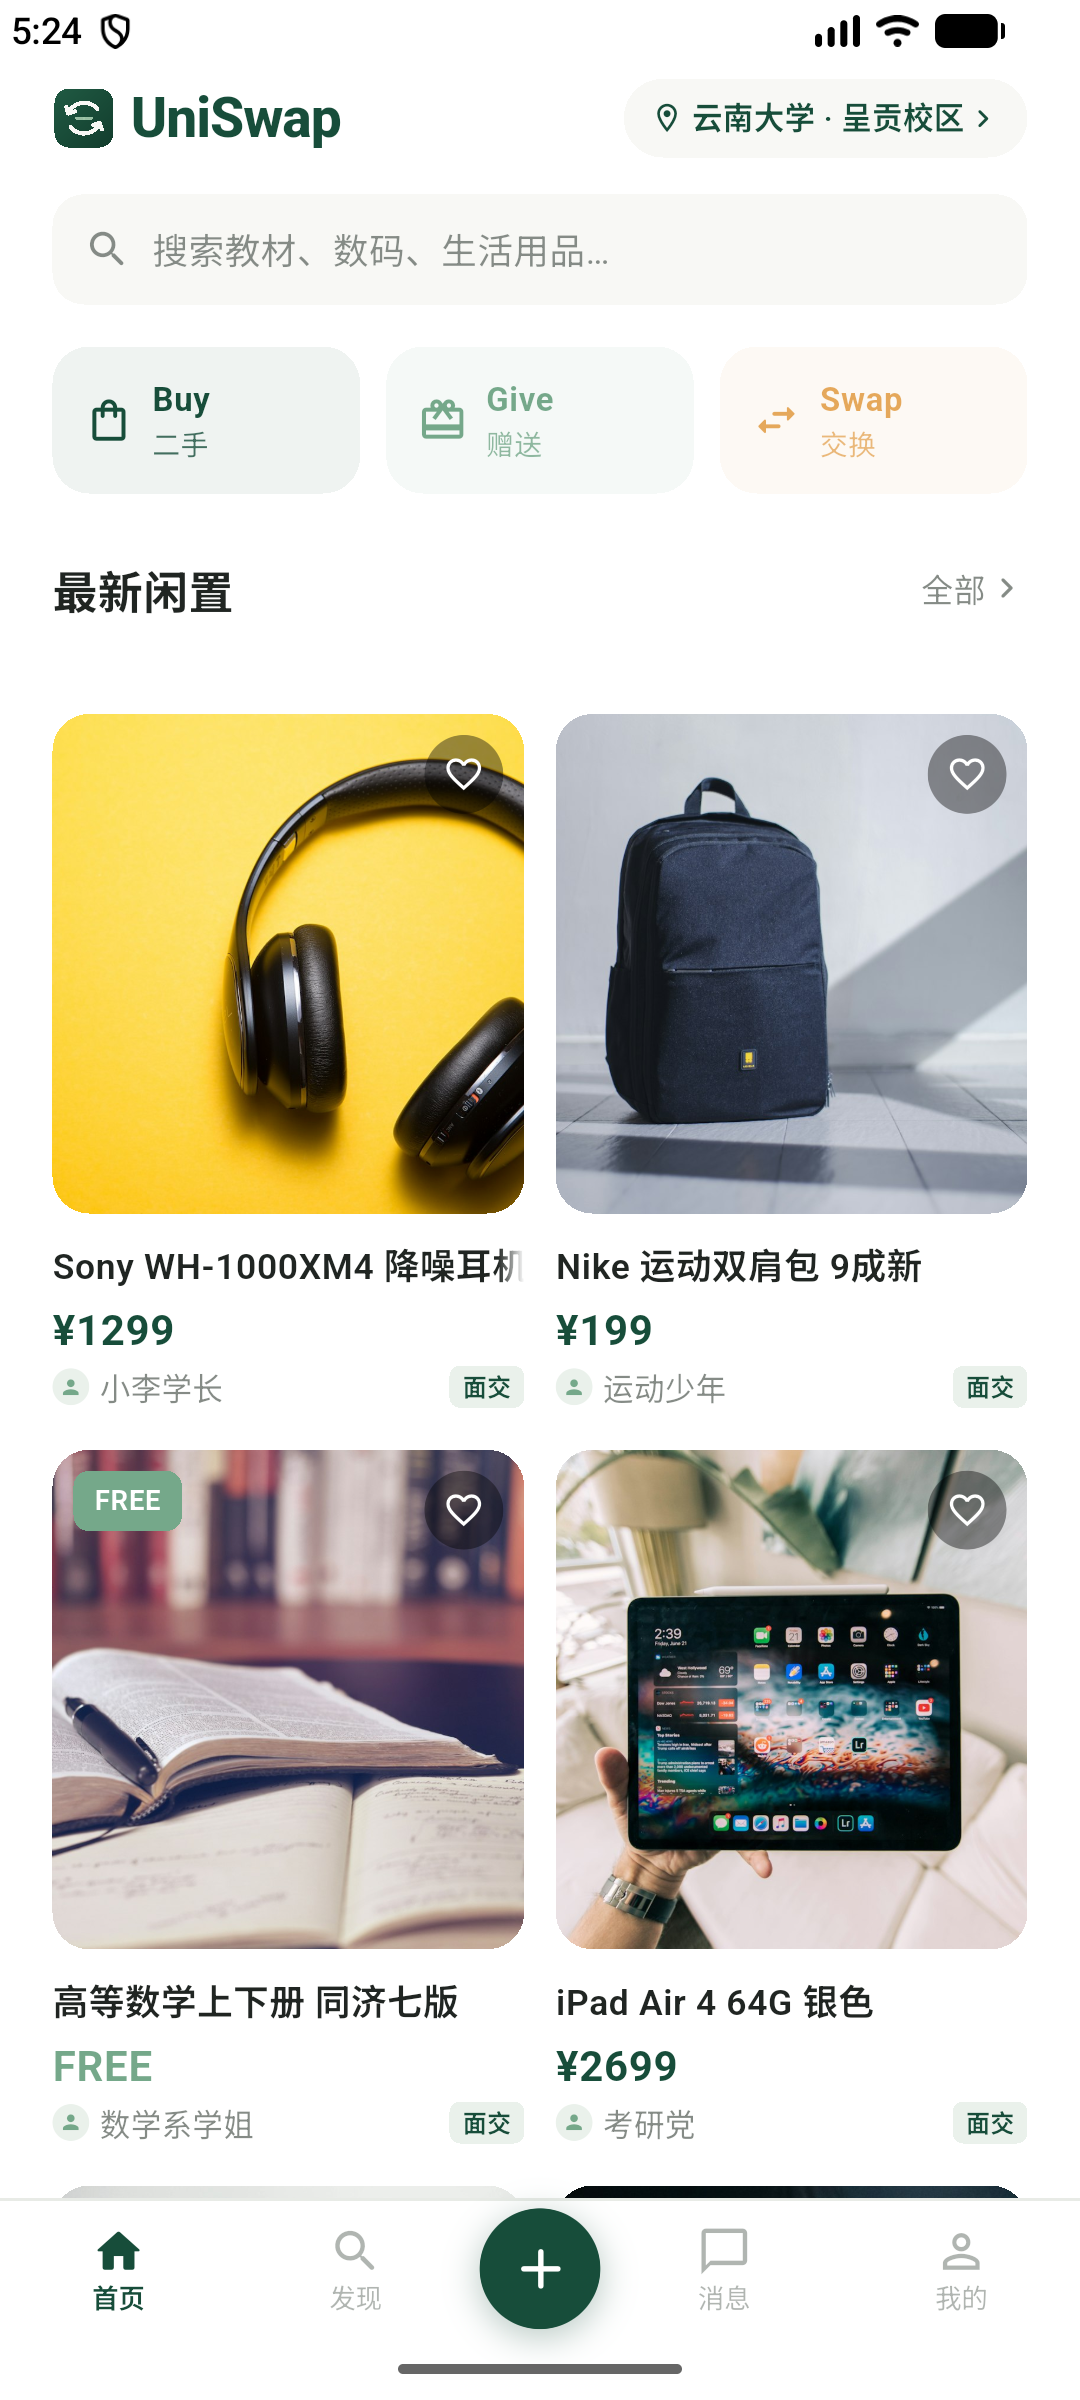 5:24
UniSwap
云南大学 · 呈贡校区
搜索教材、数码、生活用品...
Buy
二手
Give
赠送
Swap
交换
最新闲置
全部
Sony WH-1000XM4 降噪耳机
¥1299
小李学长
面交
Nike 运动双肩包 9成新
¥199
运动少年
面交
FREE
2:39
高等数学上下册 同济七版
FREE
数学系学姐
面交
iPad Air 4 64G 银色
¥2699
考研党
面交
首页
发现
消息
我的